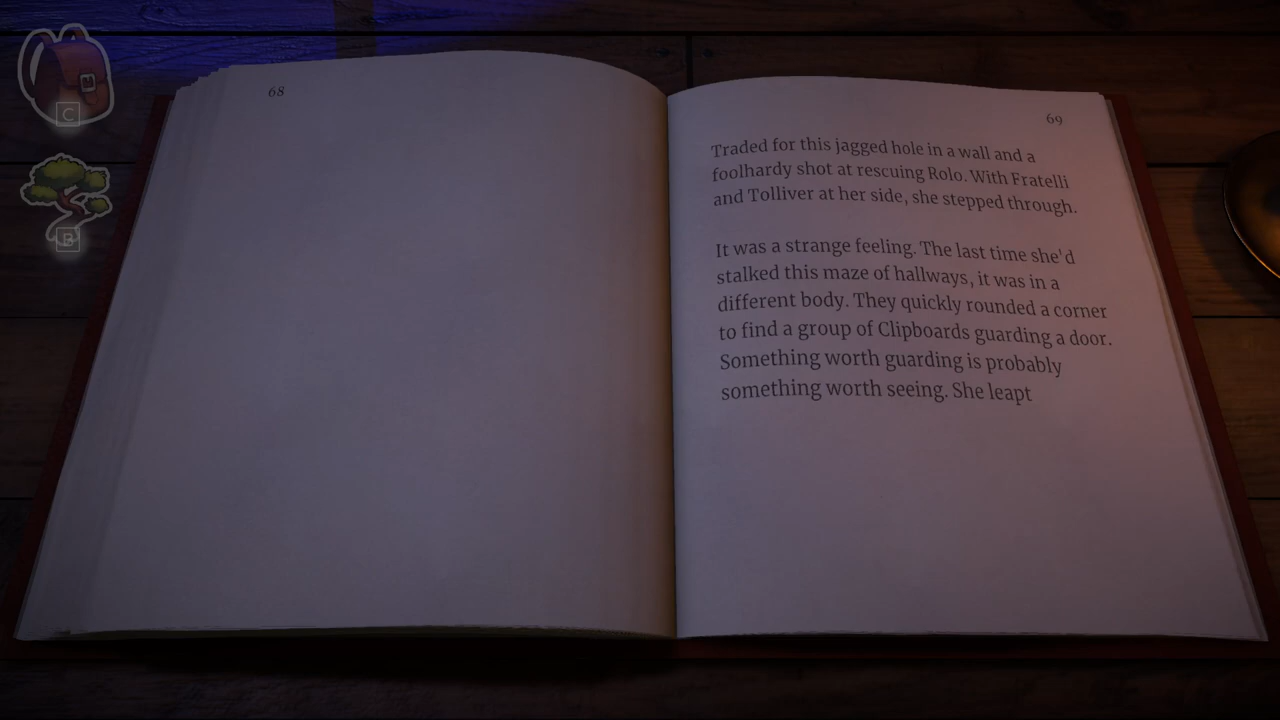 C
B
68
69
Traded for this jagged hole in a wall and a
foolhardy shot at rescuing Rolo. With Fratelli
and Tolliver at her side, she stepped through.
It was a strange feeling. The last time she'd
stalked this maze of hallways, it was in a
different body. They quickly rounded a corner
to find a group of Clipboards guarding a door.
Something worth guarding is probably
something worth seeing. She leapt